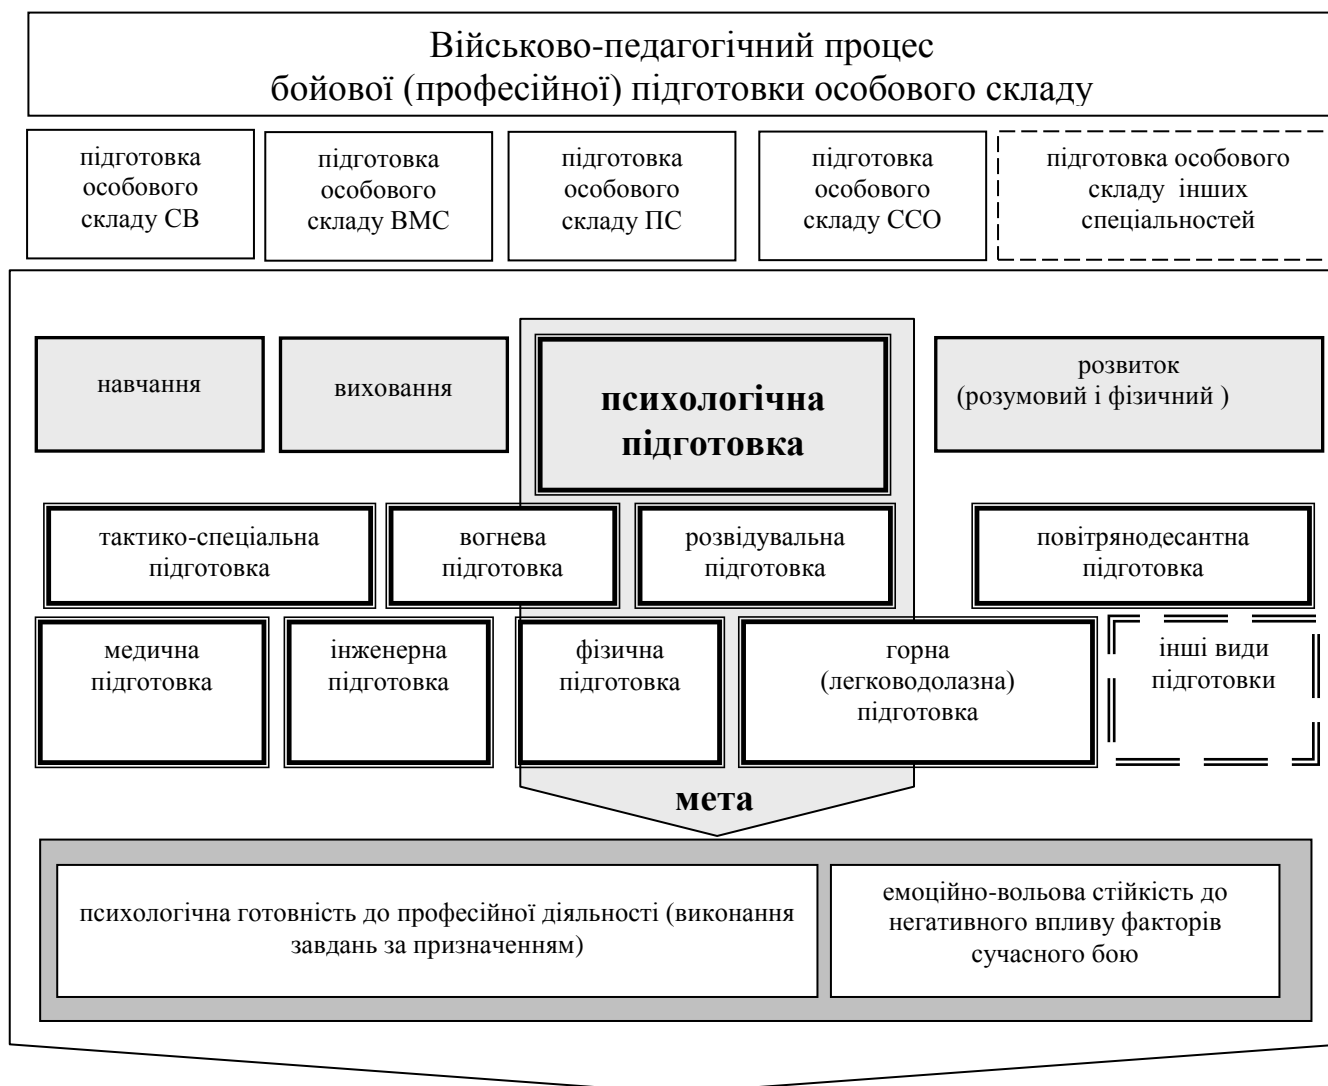 Військово-педагогічний процес
бойової (професійної) підготовки особового складу
підготовка
особового
складу СВ
підготовка
особового
складу ВМС
підготовка
особового
складу ПС
підготовка
особового
складу ССО
підготовка особового
складу інших
спеціальностей
навчання
виховання
психологічна
підготовка
розвиток
(розумовий і фізичний )
тактико-спеціальна
підготовка
вогнева
підготовка
розвідувальна
підготовка
повітрянодесантна
підготовка
медична
підготовка
інженерна
підготовка
фізична
підготовка
горна
(легководолазна)
підготовка
інші види
підготовки
мета
психологічна готовність до професійної діяльності (виконання
завдань за призначенням)
емоційно-вольова стійкість до
негативного впливу факторів
сучасного бою